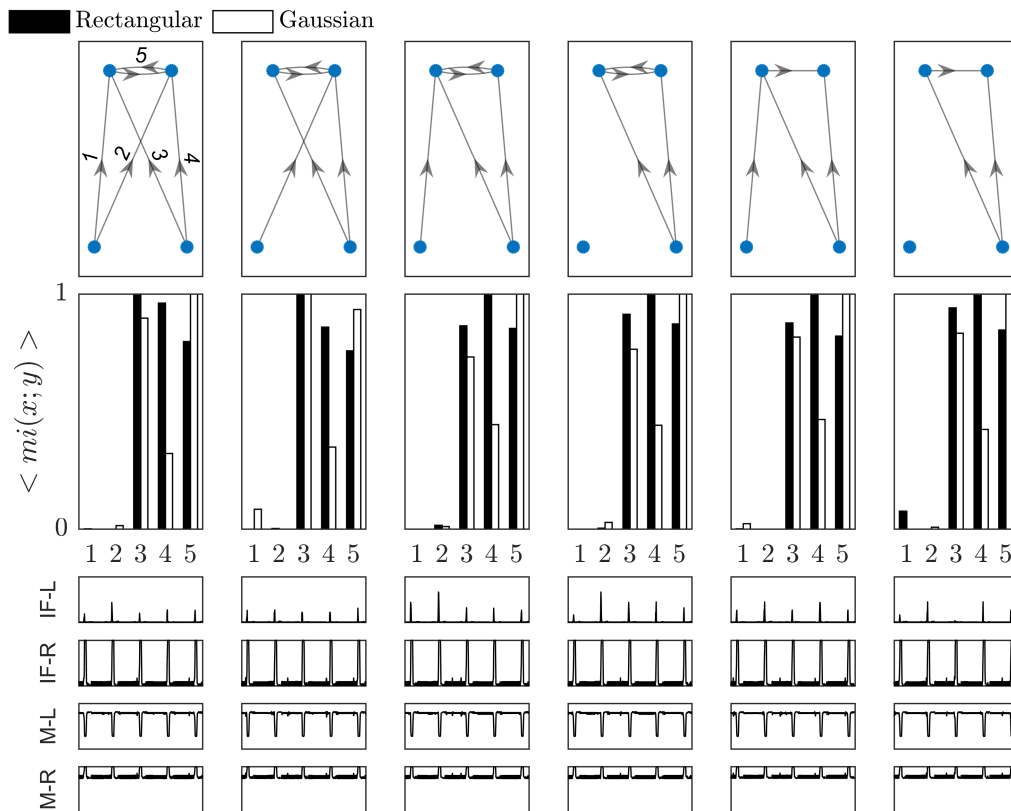 Rectangular Gaussian
5
1 2 3 4
1
< mi(x; y) >
0
1 2 3 4 5 1 2 3 4 5 1 2 3 4 5 1 2 3 4 5 1 2 3 4 5 1 2 3 4 5
IF-L
IF-R
M-L
M-R